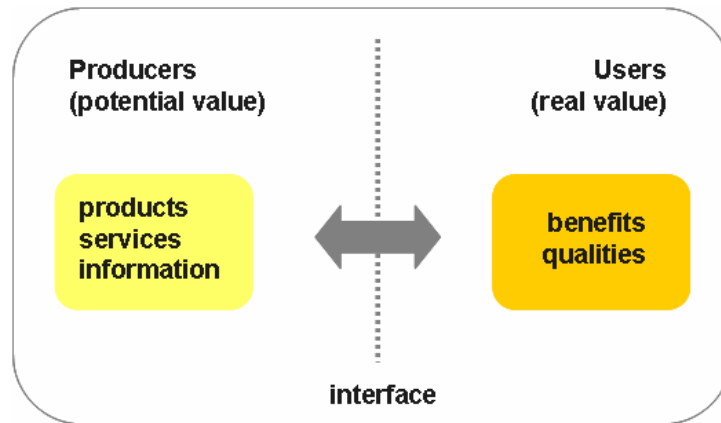 Producers
(potential value)
Users
(real value)
products
services
information
benefits
qualities
interface